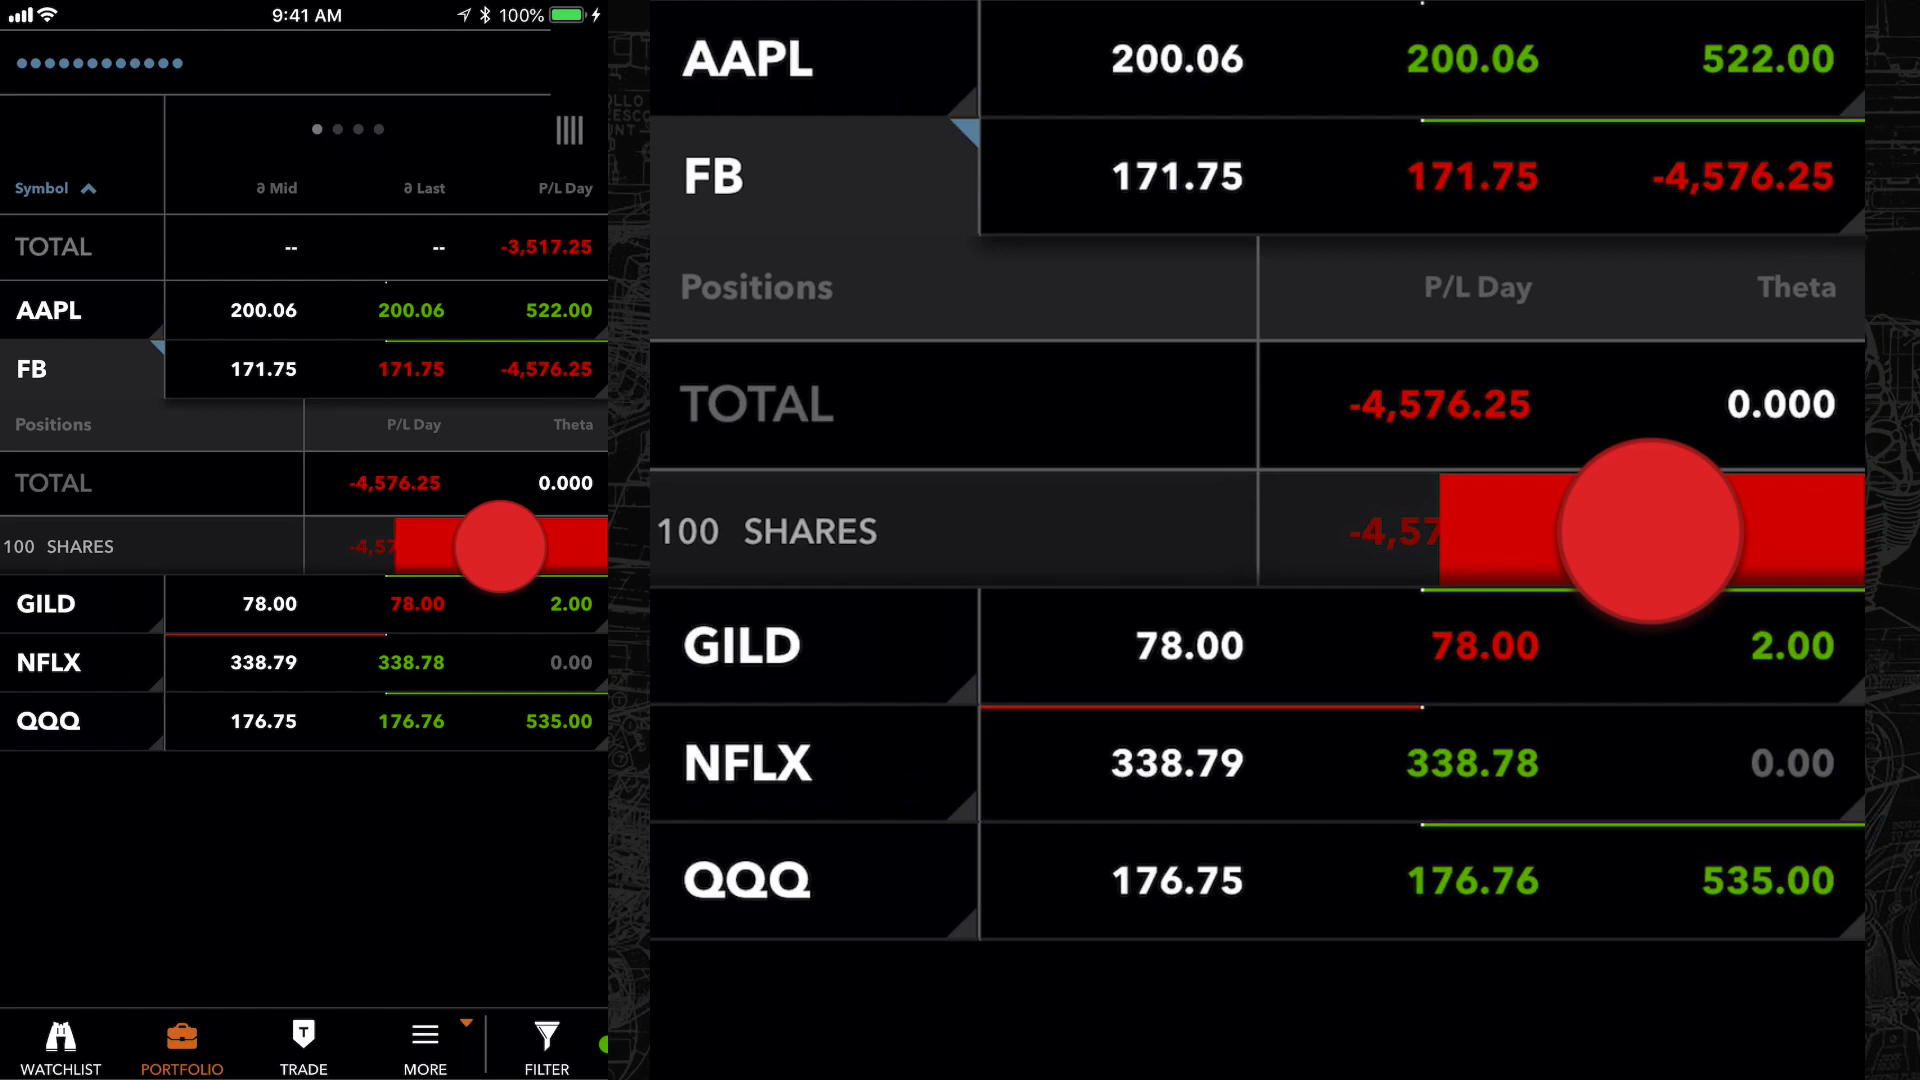 9:41 AM
100%
Symbol ∂ Mid ∂ Last P/L Day
TOTAL -- -- -3,517.25
AAPL 200.06 200.06 522.00
FB 171.75 171.75 -4,576.25
Positions P/L Day Theta
TOTAL -4,576.25 0.000
100 SHARES -4,57
GILD 78.00 78.00 2.00
NFLX 338.79 338.78 0.00
QQQ 176.75 176.76 535.00
WATCHLIST PORTFOLIO TRADE MORE FILTER
AAPL 200.06 200.06 522.00
FB 171.75 171.75 -4,576.25
Positions P/L Day Theta
TOTAL -4,576.25 0.000
100 SHARES -4,57
GILD 78.00 78.00 2.00
NFLX 338.79 338.78 0.00
QQQ 176.75 176.76 535.00